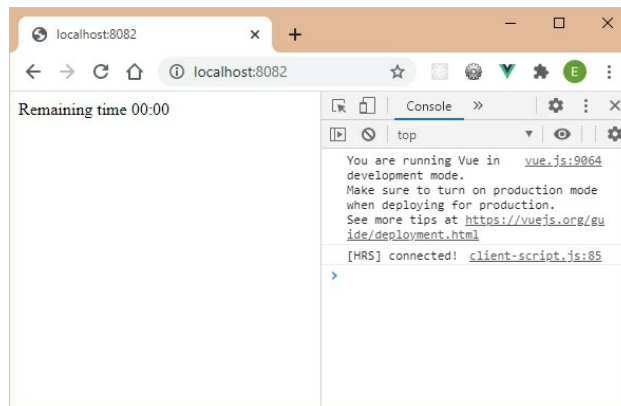 localhost:8082
localhost:8082
E
Remaining time 00:00
Console
top
You are running Vue in vue.js:9064
development mode.
Make sure to turn on production mode
when deploying for production.
See more tips at https://vuejs.org/gu
ide/deployment.html
[HRS] connected! client-script.js:85